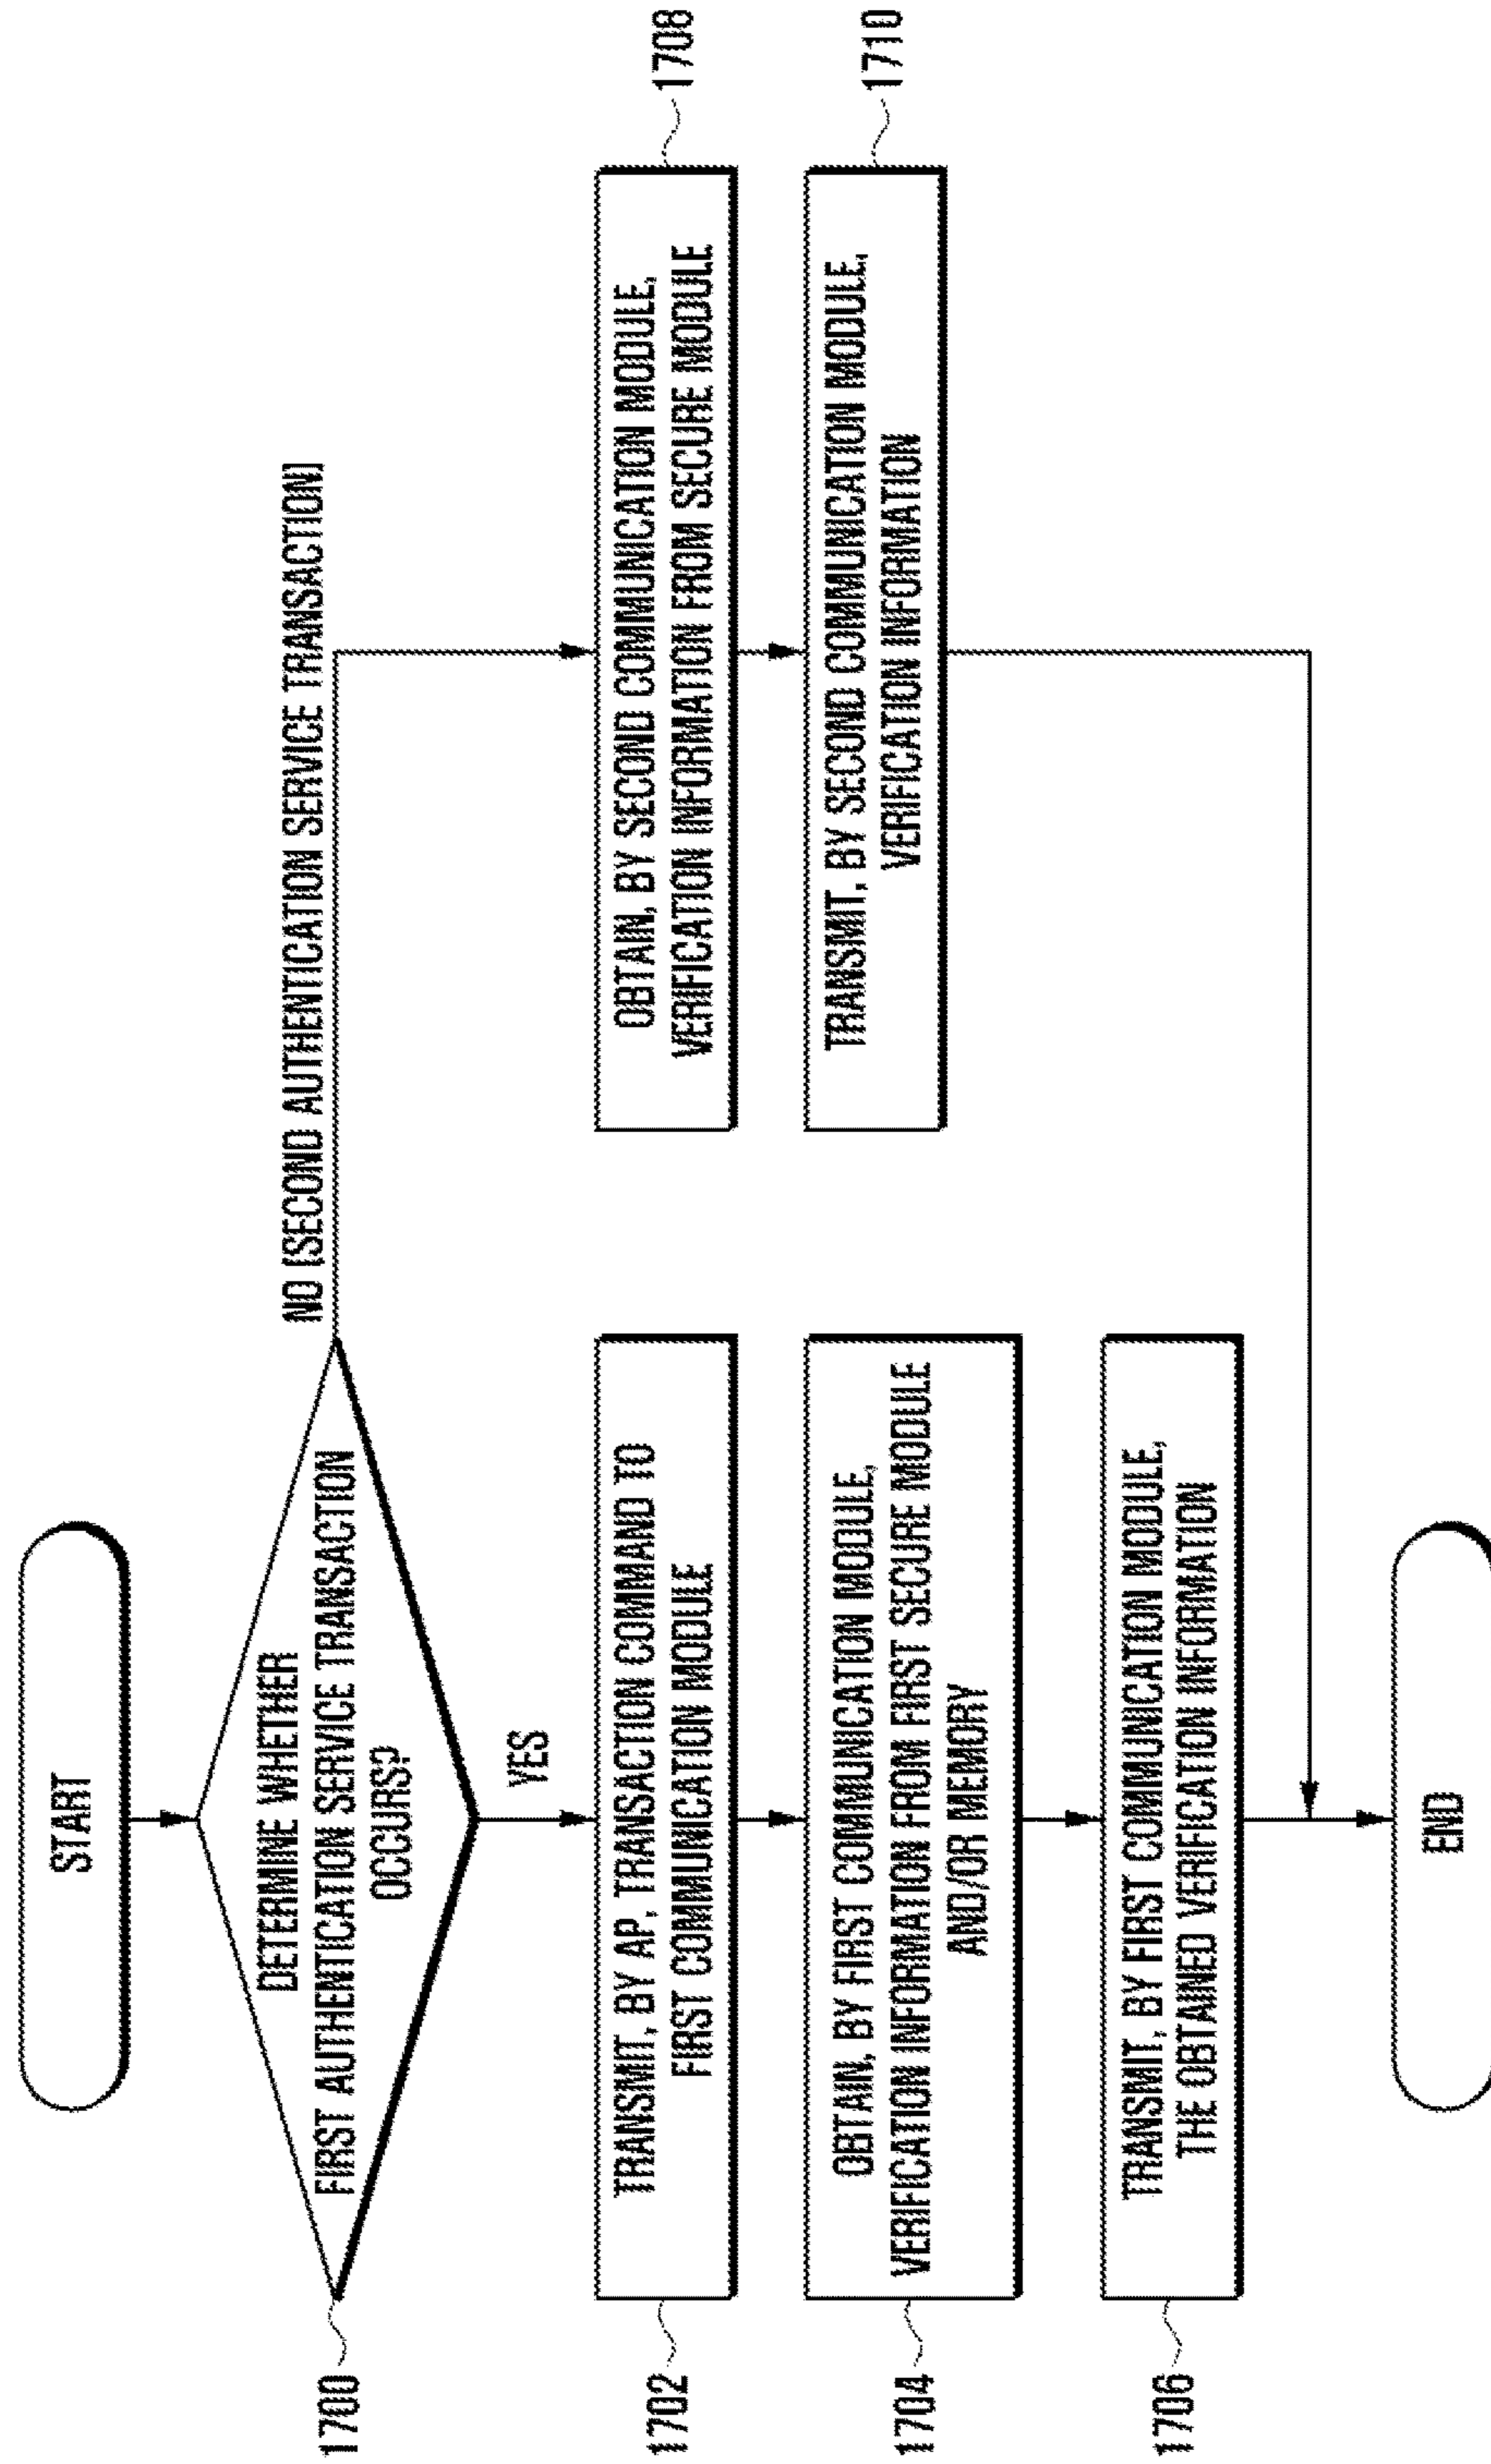 START
DETERMINE WHETHER
FIRST AUTHENTICATION SERVICE TRANSACTION
OCCURS?
1700
NO (SECOND AUTHENTICATION SERVICE TRANSACTION)
YES
TRANSMIT, BY AP, TRANSACTION COMMAND TO
FIRST COMMUNICATION MODULE
1702
OBTAIN, BY FIRST COMMUNICATION MODULE,
VERIFICATION INFORMATION FROM FIRST SECURE MODULE
AND/OR MEMORY
1704
TRANSMIT, BY FIRST COMMUNICATION MODULE,
THE OBTAINED VERIFICATION INFORMATION
1706
OBTAIN, BY SECOND COMMUNICATION MODULE,
VERIFICATION INFORMATION FROM SECURE MODULE
1708
TRANSMIT, BY SECOND COMMUNICATION MODULE,
VERIFICATION INFORMATION
1710
END